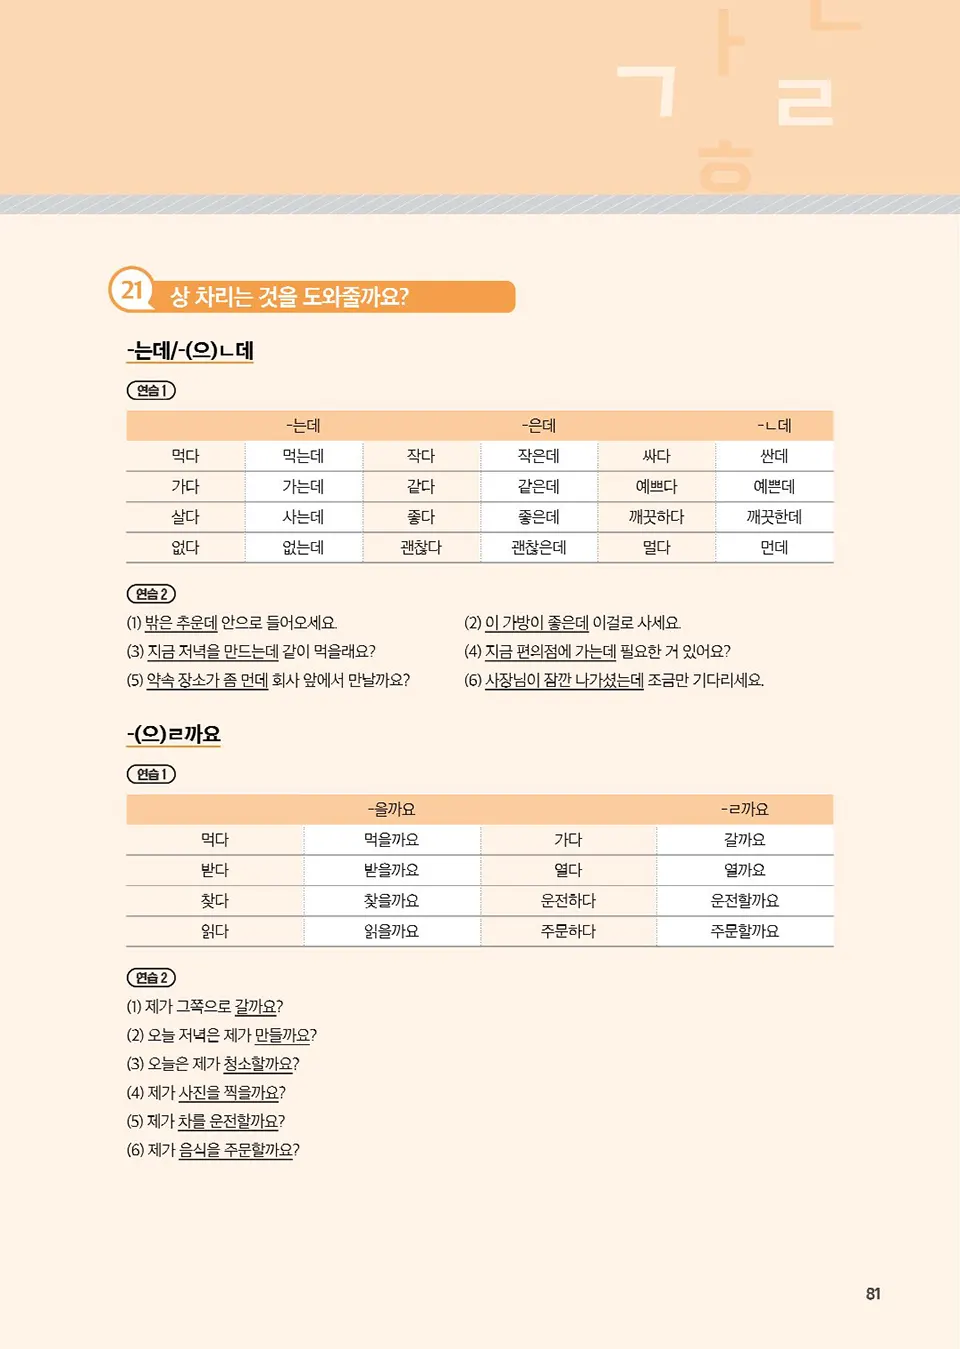 ㅏ ㄴ
ㄱ ㄹ
ㅎ
21 상 차리는 것을 도와줄까요?
-는데/-(으)ㄴ데
연습 1
-는데 -은데 -ㄴ데
먹다 먹는데 작다 작은데 싸다 싼데
가다 가는데 같다 같은데 예쁘다 예쁜데
살다 사는데 좋다 좋은데 깨끗하다 깨끗한데
없다 없는데 괜찮다 괜찮은데 멀다 먼데
연습 2
(1) 밖은 추운데 안으로 들어오세요. (2) 이 가방이 좋은데 이걸로 사세요.
(3) 지금 저녁을 만드는데 같이 먹을래요? (4) 지금 편의점에 가는데 필요한 거 있어요?
(5) 약속 장소가 좀 먼데 회사 앞에서 만날까요? (6) 사장님이 잠깐 나가셨는데 조금만 기다리세요.
-(으)ㄹ까요
연습 1
-을까요 -ㄹ까요
먹다 먹을까요 가다 갈까요
받다 받을까요 열다 열까요
찾다 찾을까요 운전하다 운전할까요
읽다 읽을까요 주문하다 주문할까요
연습 2
(1) 제가 그쪽으로 갈까요?
(2) 오늘 저녁은 제가 만들까요?
(3) 오늘은 제가 청소할까요?
(4) 제가 사진을 찍을까요?
(5) 제가 차를 운전할까요?
(6) 제가 음식을 주문할까요?
81